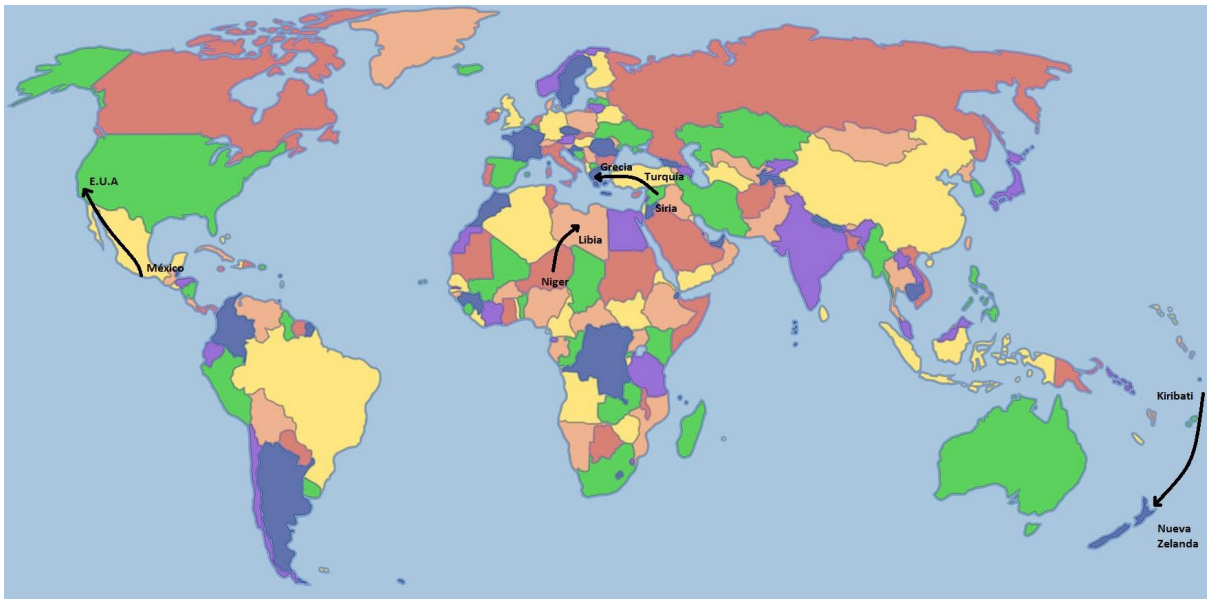 E.U.A
México
Grecia
Turquía
Siria
Libia
Niger
Kiribati
Nueva
Zelanda